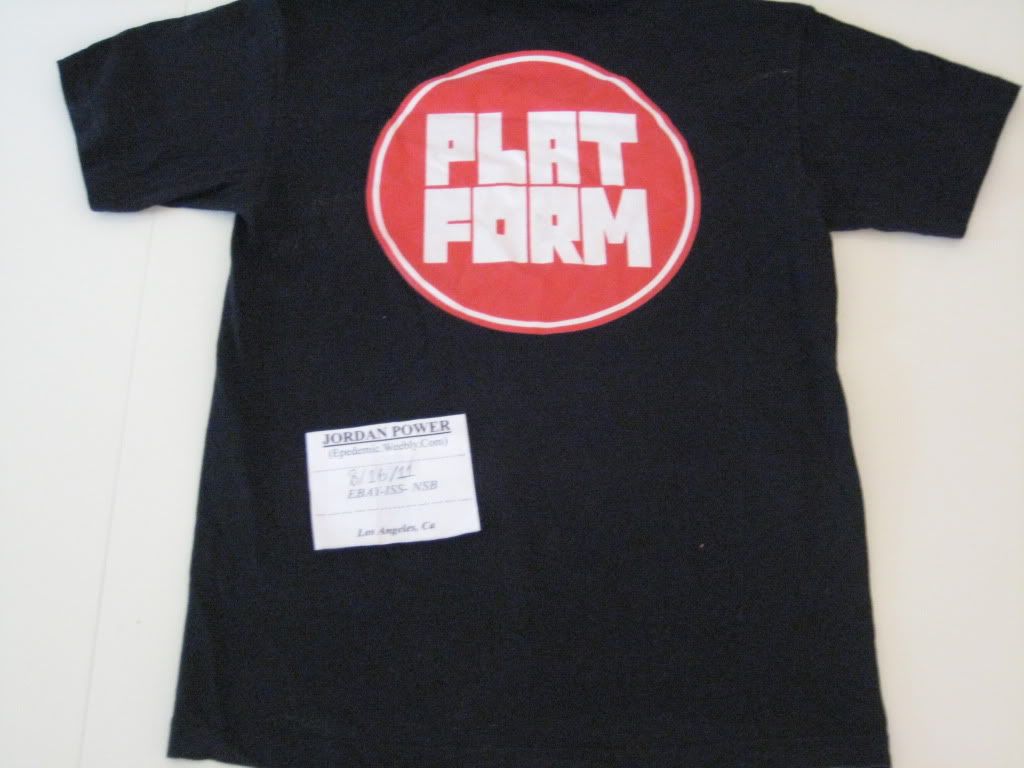 PLAT
FORM
JORDAN POWER
(Epedemic.Weebly.Com)
8/16/11
EBAY-ISS- NSB
Los Angeles, Ca